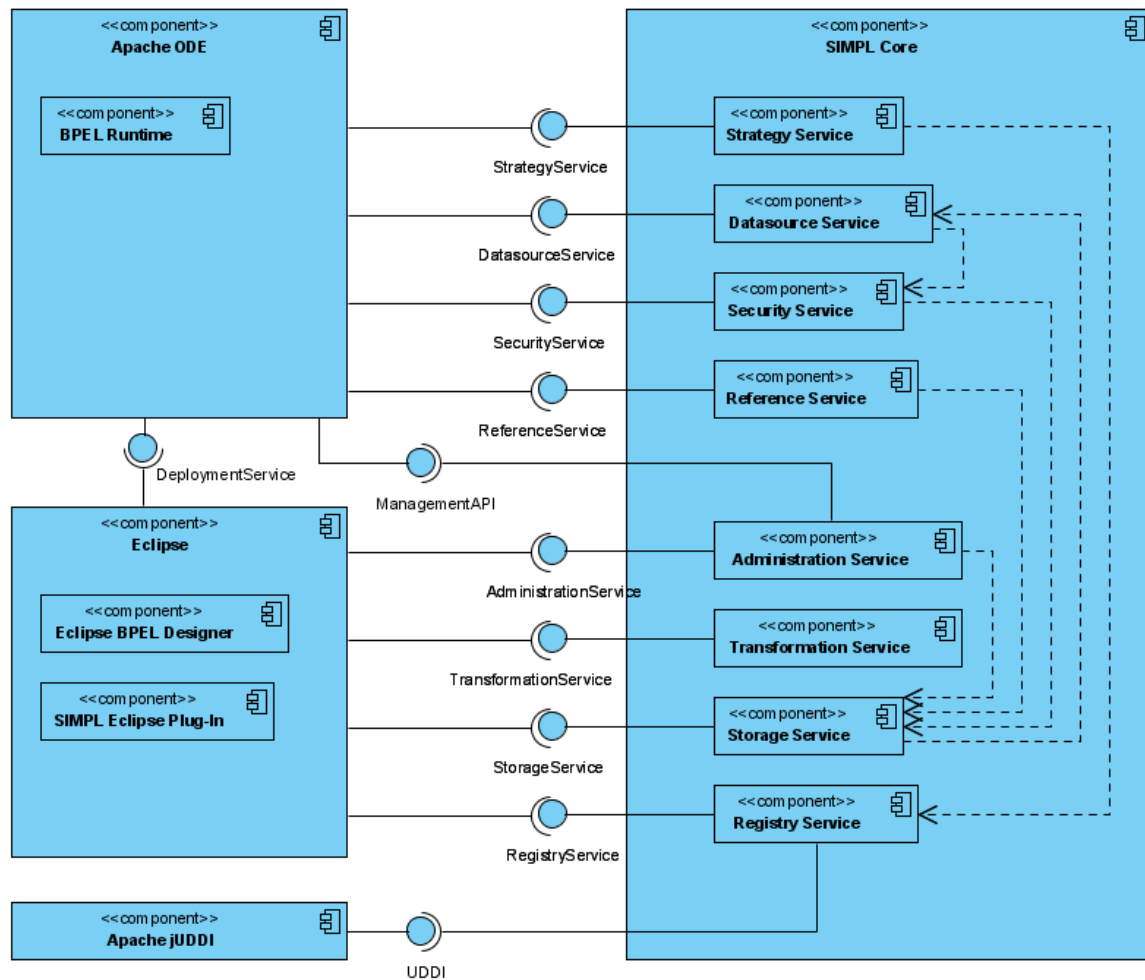 <<component>>
Apache ODE
<<component>>
BPEL Runtime
<<component>>
SIMPL Core
StrategyService
<<component>>
Strategy Service
DatasourceService
<<component>>
Datasource Service
SecurityService
<<component>>
Security Service
ReferenceService
<<component>>
Reference Service
DeploymentService
ManagementAPI
<<component>>
Eclipse
<<component>>
Eclipse BPEL Designer
<<component>>
SIMPL Eclipse Plug-In
AdministrationService
<<component>>
Administration Service
TransformationService
<<component>>
Transformation Service
StorageService
<<component>>
Storage Service
RegistryService
<<component>>
Registry Service
<<component>>
Apache jUDDI
UDDI